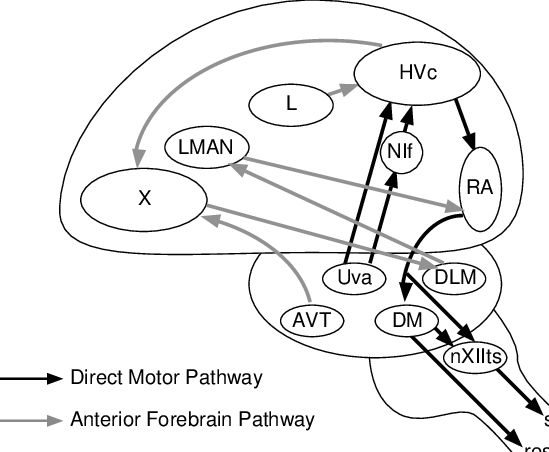 HVc
L
LMAN
NIf
X
RA
Uva
DLM
AVT
DM
nXIIts
Direct Motor Pathway
Anterior Forebrain Pathway